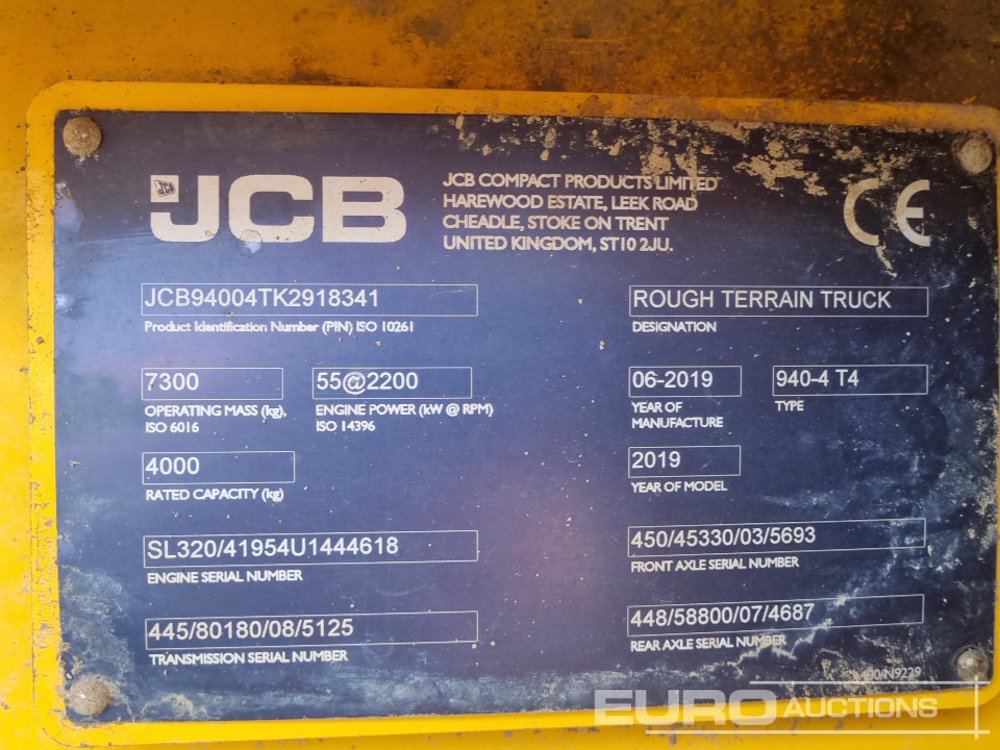 JCB
JCB COMPACT PRODUCTS LIMITED
HAREWOOD ESTATE, LEEK ROAD
CHEADLE, STOKE ON TRENT
UNITED KINGDOM, ST10 2JU.
CE
JCB94004TK2918341
Product Identification Number (PIN) ISO 10261
ROUGH TERRAIN TRUCK
DESIGNATION
7300
OPERATING MASS (kg),
ISO 6016
55@2200
ENGINE POWER (kW @ RPM)
ISO 14396
06-2019
YEAR OF
MANUFACTURE
940-4 T4
TYPE
4000
RATED CAPACITY (kg)
2019
YEAR OF MODEL
SL320/41954U1444618
ENGINE SERIAL NUMBER
450/45330/03/5693
FRONT AXLE SERIAL NUMBER
445/80180/08/5125
TRANSMISSION SERIAL NUMBER
448/58800/07/4687
REAR AXLE SERIAL NUMBER
EURO AUCTIONS